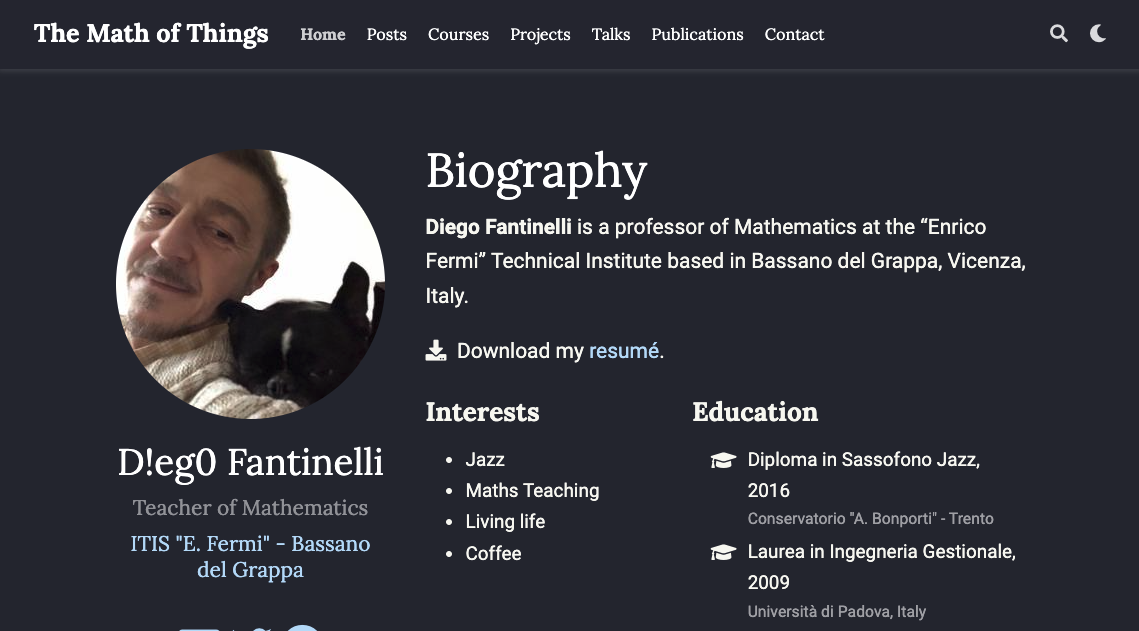 The Math of Things Home Posts Courses Projects Talks Publications Contact
Biography
Diego Fantinelli is a professor of Mathematics at the “Enrico
Fermi” Technical Institute based in Bassano del Grappa, Vicenza,
Italy.
Download my resumé.
D!eg0 Fantinelli
Teacher of Mathematics
ITIS "E. Fermi" - Bassano
del Grappa
Interests
Jazz
Maths Teaching
Living life
Coffee
Education
Diploma in Sassofono Jazz,
2016
Conservatorio "A. Bonporti" - Trento
Laurea in Ingegneria Gestionale,
2009
Università di Padova, Italy